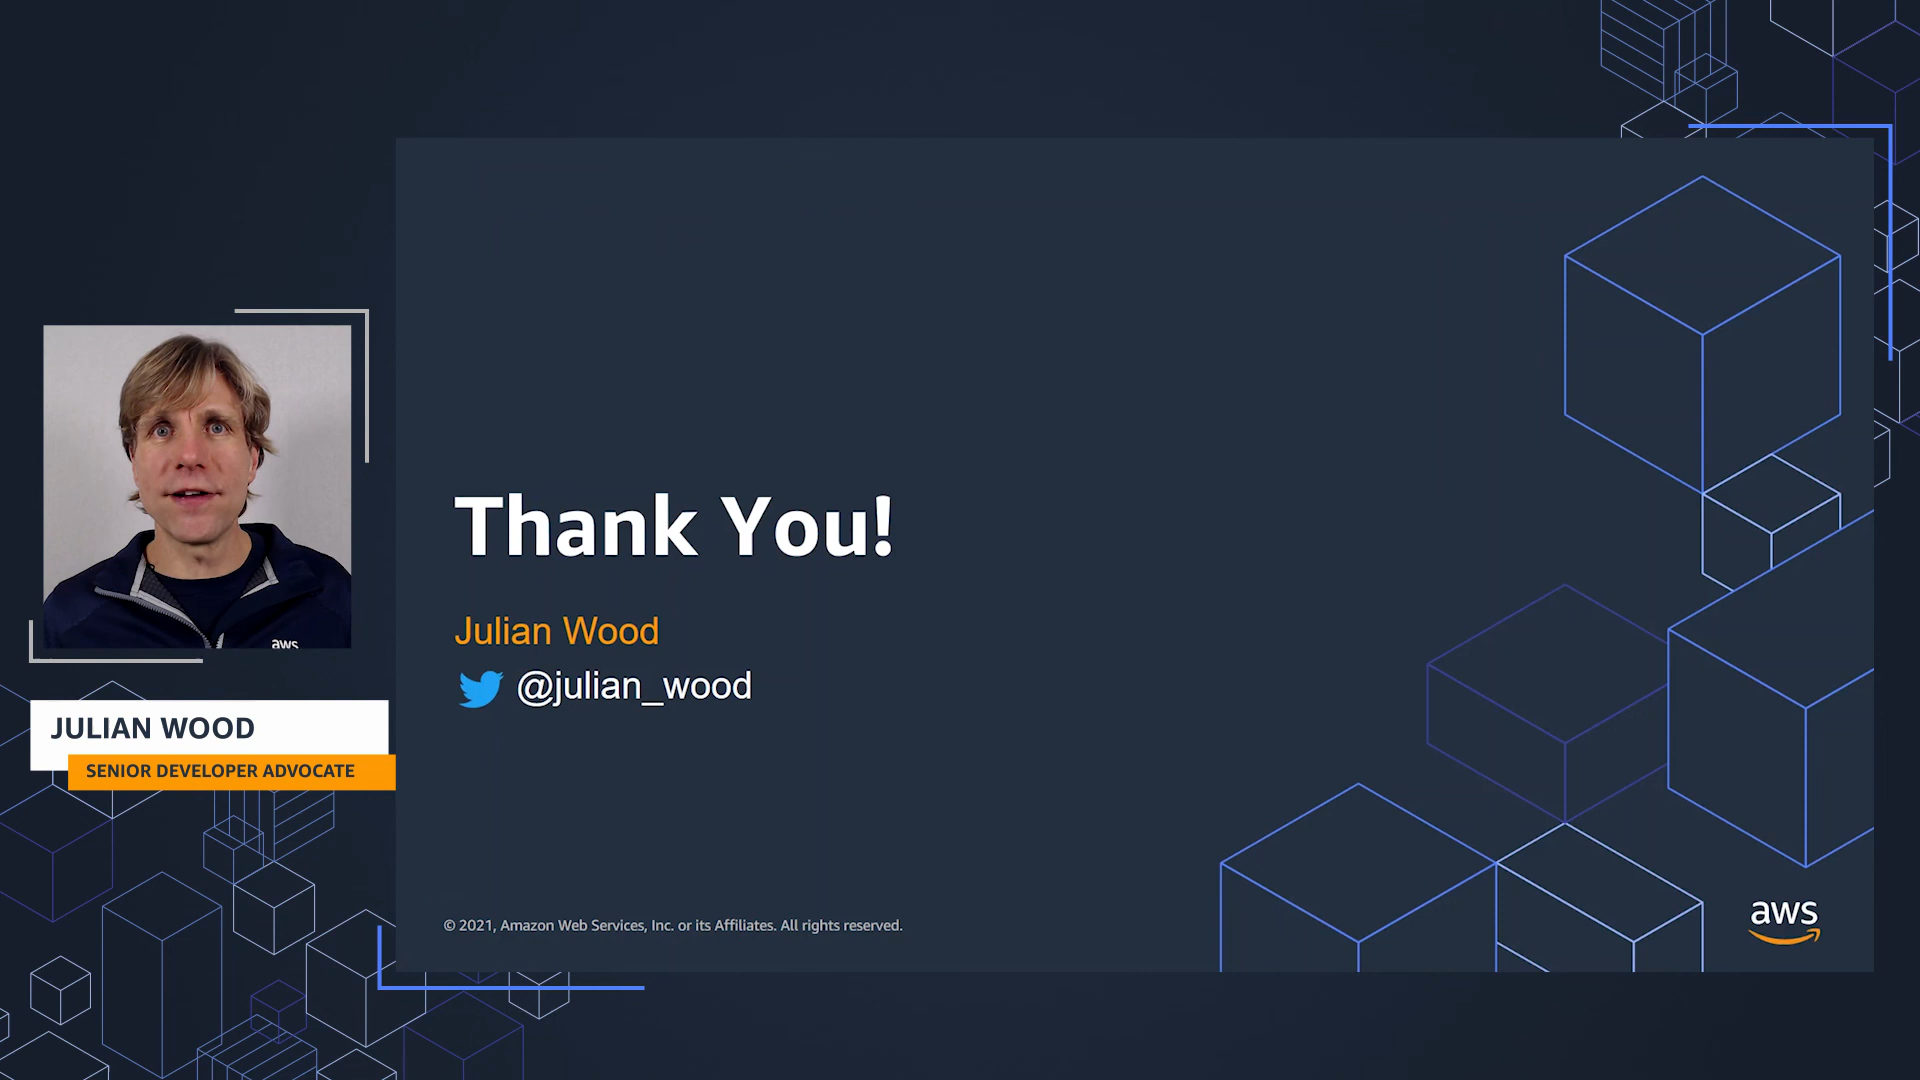 aws
JULIAN WOOD
SENIOR DEVELOPER ADVOCATE
Thank You!
Julian Wood
@julian_wood
© 2021, Amazon Web Services, Inc. or its Affiliates. All rights reserved.
aws